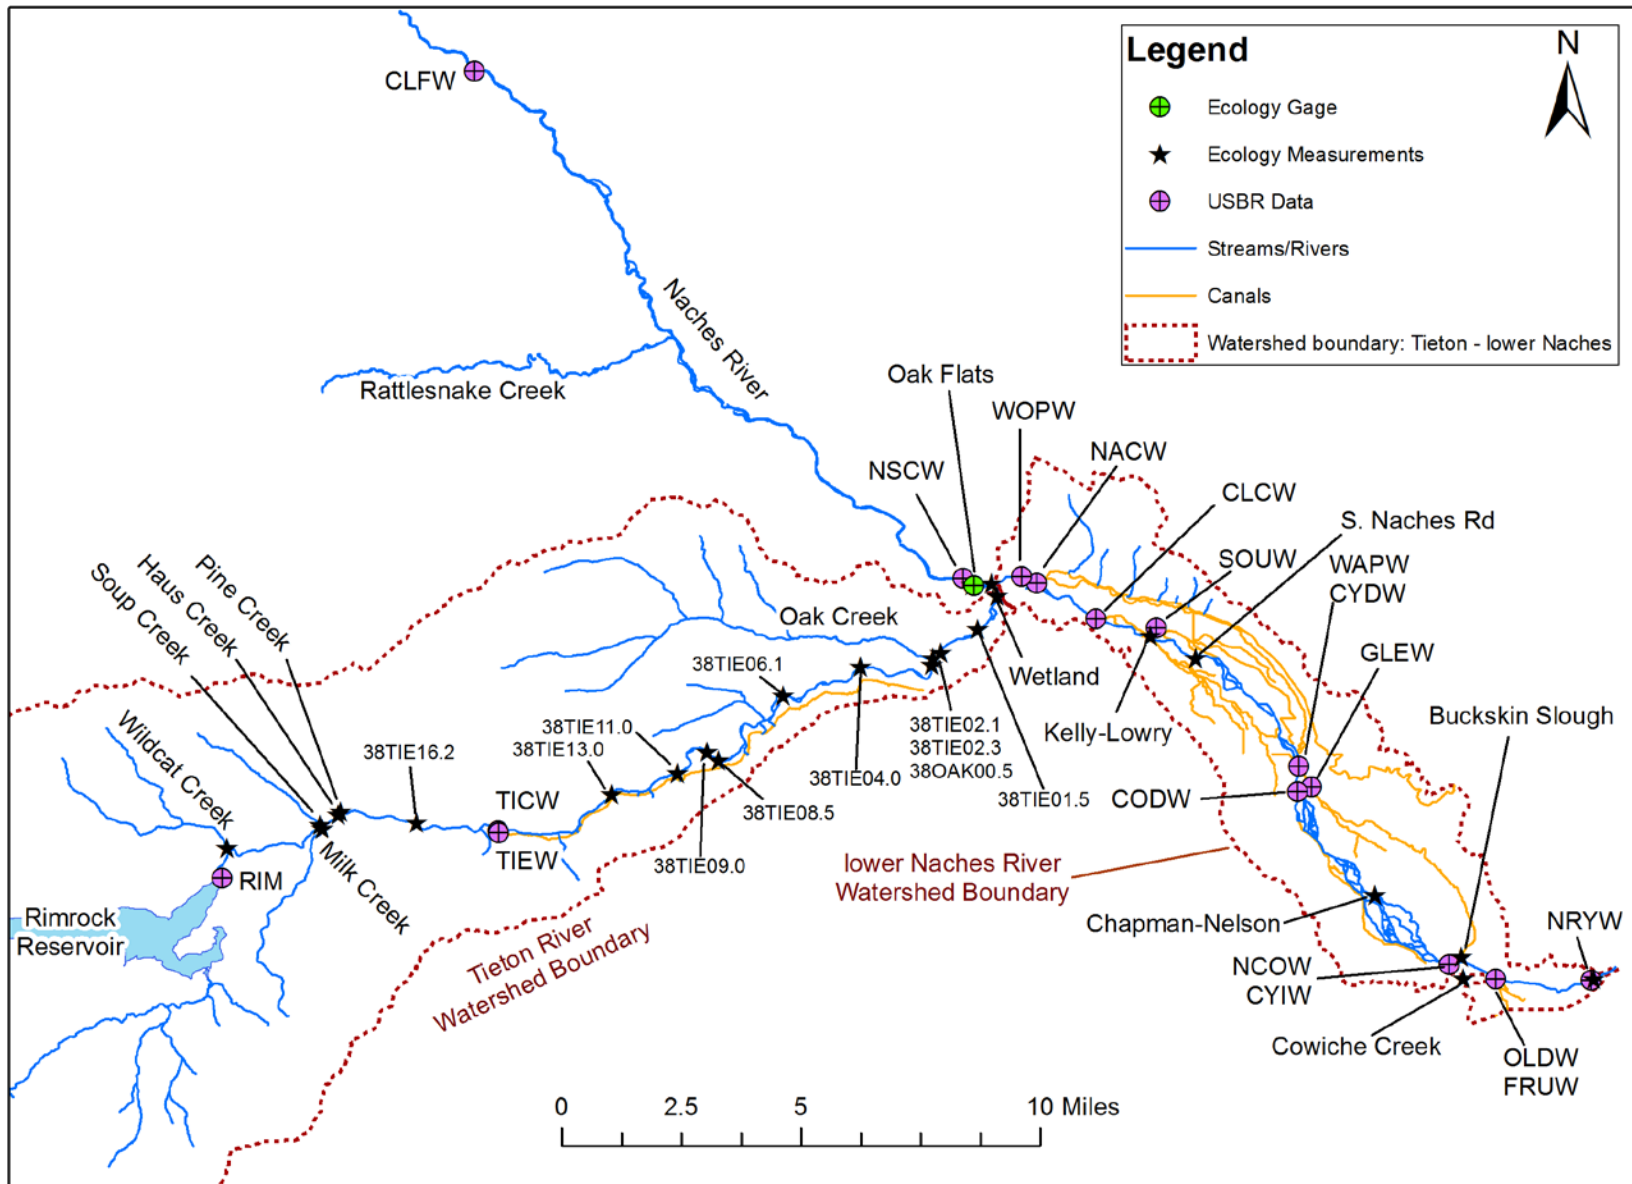 Legend
N
Ecology Gage
Ecology Measurements
USBR Data
Streams/Rivers
Canals
Watershed boundary: Tieton - lower Naches
CLFW
Naches River
Rattlesnake Creek
Oak Flats
WOPW
NSCW
NACW
CLCW
S. Naches Rd
SOUW
WAPW
CYDW
GLEW
Buckskin Slough
Pine Creek
Haus Creek
Soup Creek
Wildcat Creek
Oak Creek
Wetland
Kelly-Lowry
38TIE06.1
38TIE11.0
38TIE13.0
38TIE16.2
38TIE02.1
38TIE02.3
38OAK00.5
38TIE04.0
38TIE01.5
38TIE08.5
38TIE09.0
TICW
TIEW
CODW
RIM
Milk Creek
Rimrock
Reservoir
lower Naches River
Watershed Boundary
Tieton River
Watershed Boundary
Chapman-Nelson
NCOW
CYIW
NRYW
Cowiche Creek
OLDW
FRUW
0 2.5 5 10 Miles